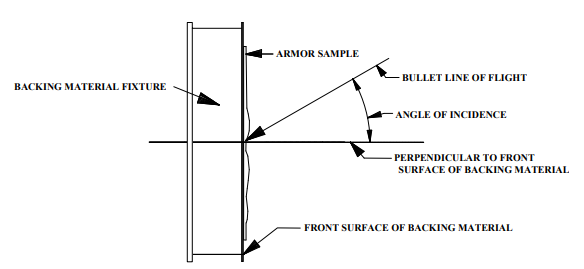 ARMOR SAMPLE
BULLET LINE OF FLIGHT
BACKING MATERIAL FIXTURE
ANGLE OF INCIDENCE
PERPENDICULAR TO FRONT
SURFACE OF BACKING MATERIAL
FRONT SURFACE OF BACKING MATERIAL